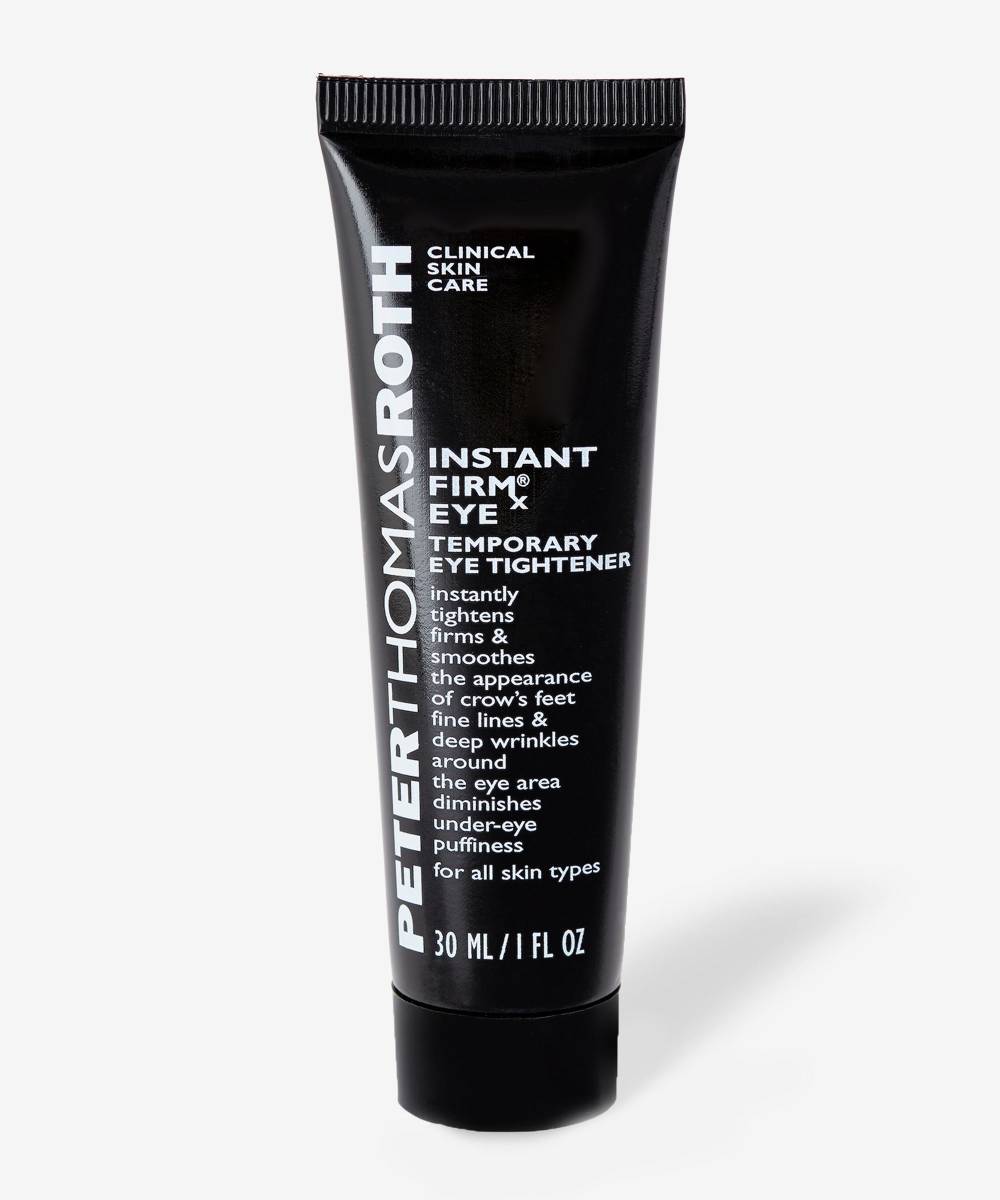 PETERTHOMASROTH
CLINICAL
SKIN
CARE
INSTANT
FIRMx®
EYE
TEMPORARY
EYE TIGHTENER
instantly
tightens
firms &
smoothes
the appearance
of crow's feet
fine lines &
deep wrinkles
around
the eye area
diminishes
under-eye
puffiness
for all skin types
30 ML/1 FL OZ